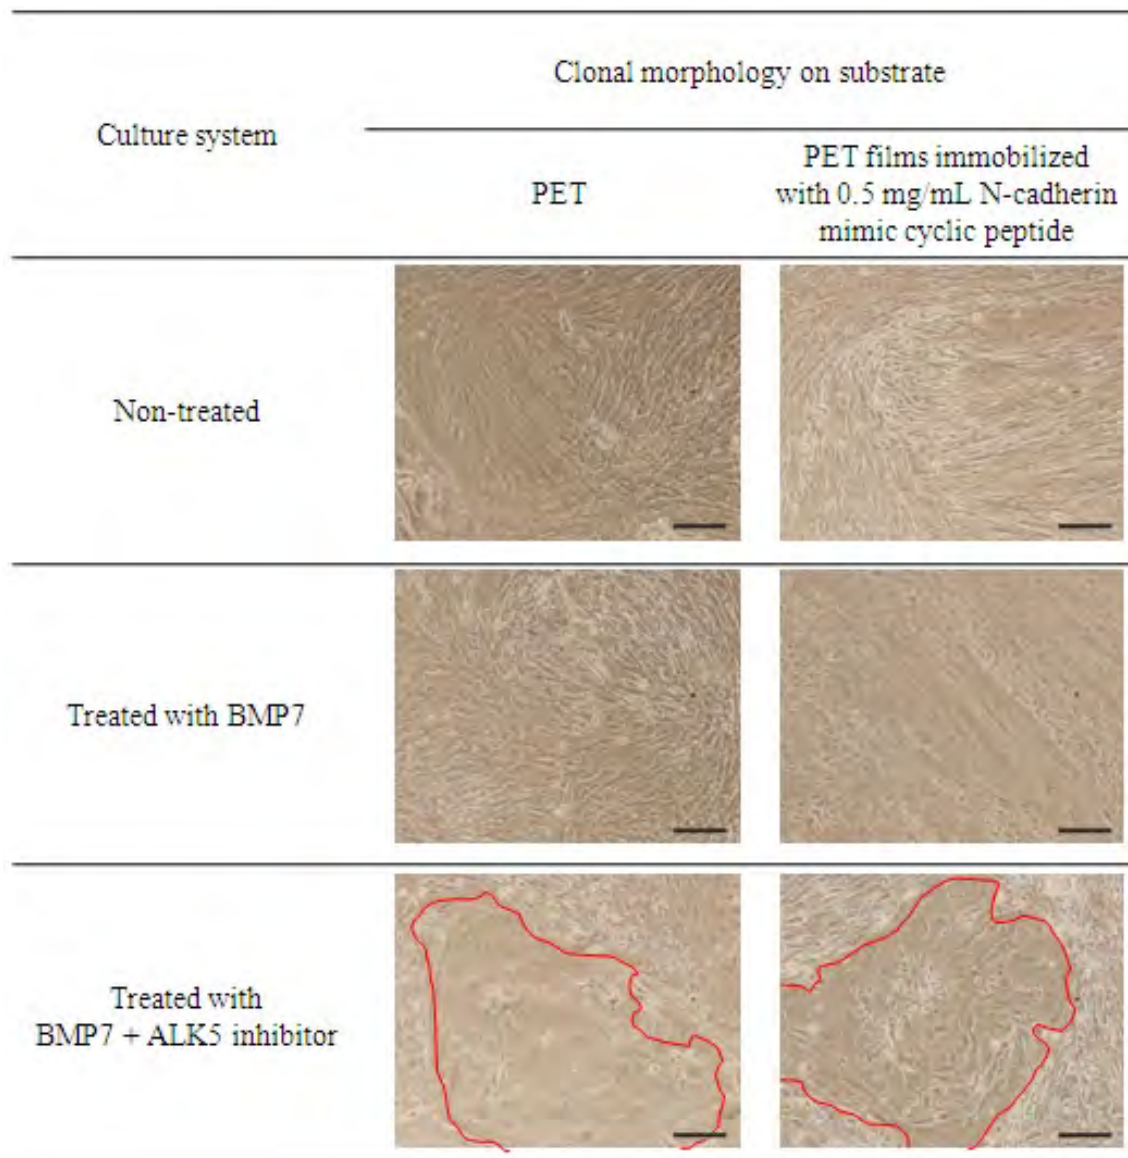 Clonal morphology on substrate
Culture system
PET
PET films immobilized
with 0.5 mg/mL N-cadherin
mimic cyclic peptide
Non-treated
Treated with BMP7
Treated with
BMP7 + ALK5 inhibitor